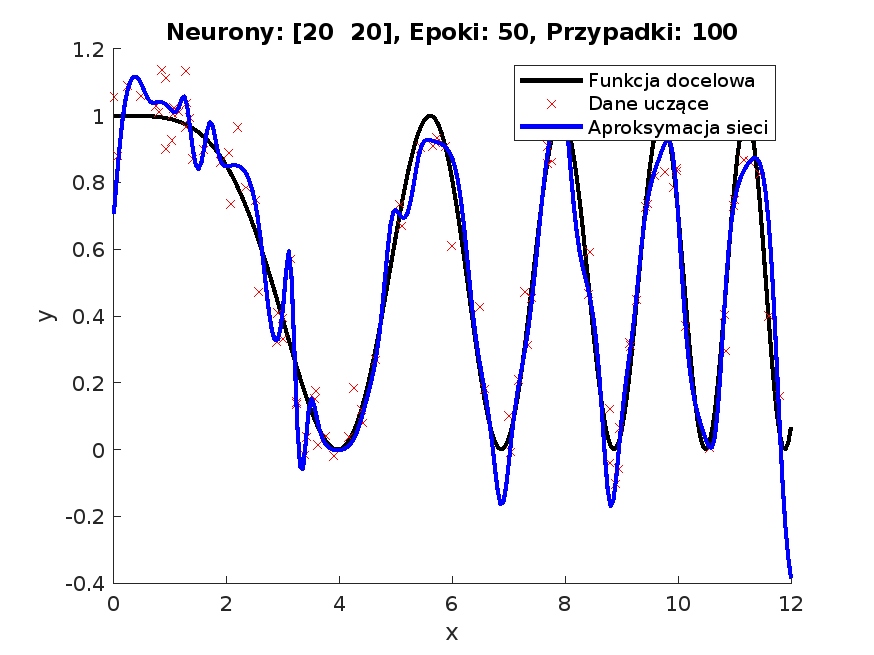 Neurony: [20  20], Epoki: 50, Przypadki: 100
Funkcja docelowa
Dane uczące
Aproksymacja sieci
1.2
1
0.8
0.6
0.4
0.2
0
-0.2
-0.4
y
0 2 4 6 8 10 12
x